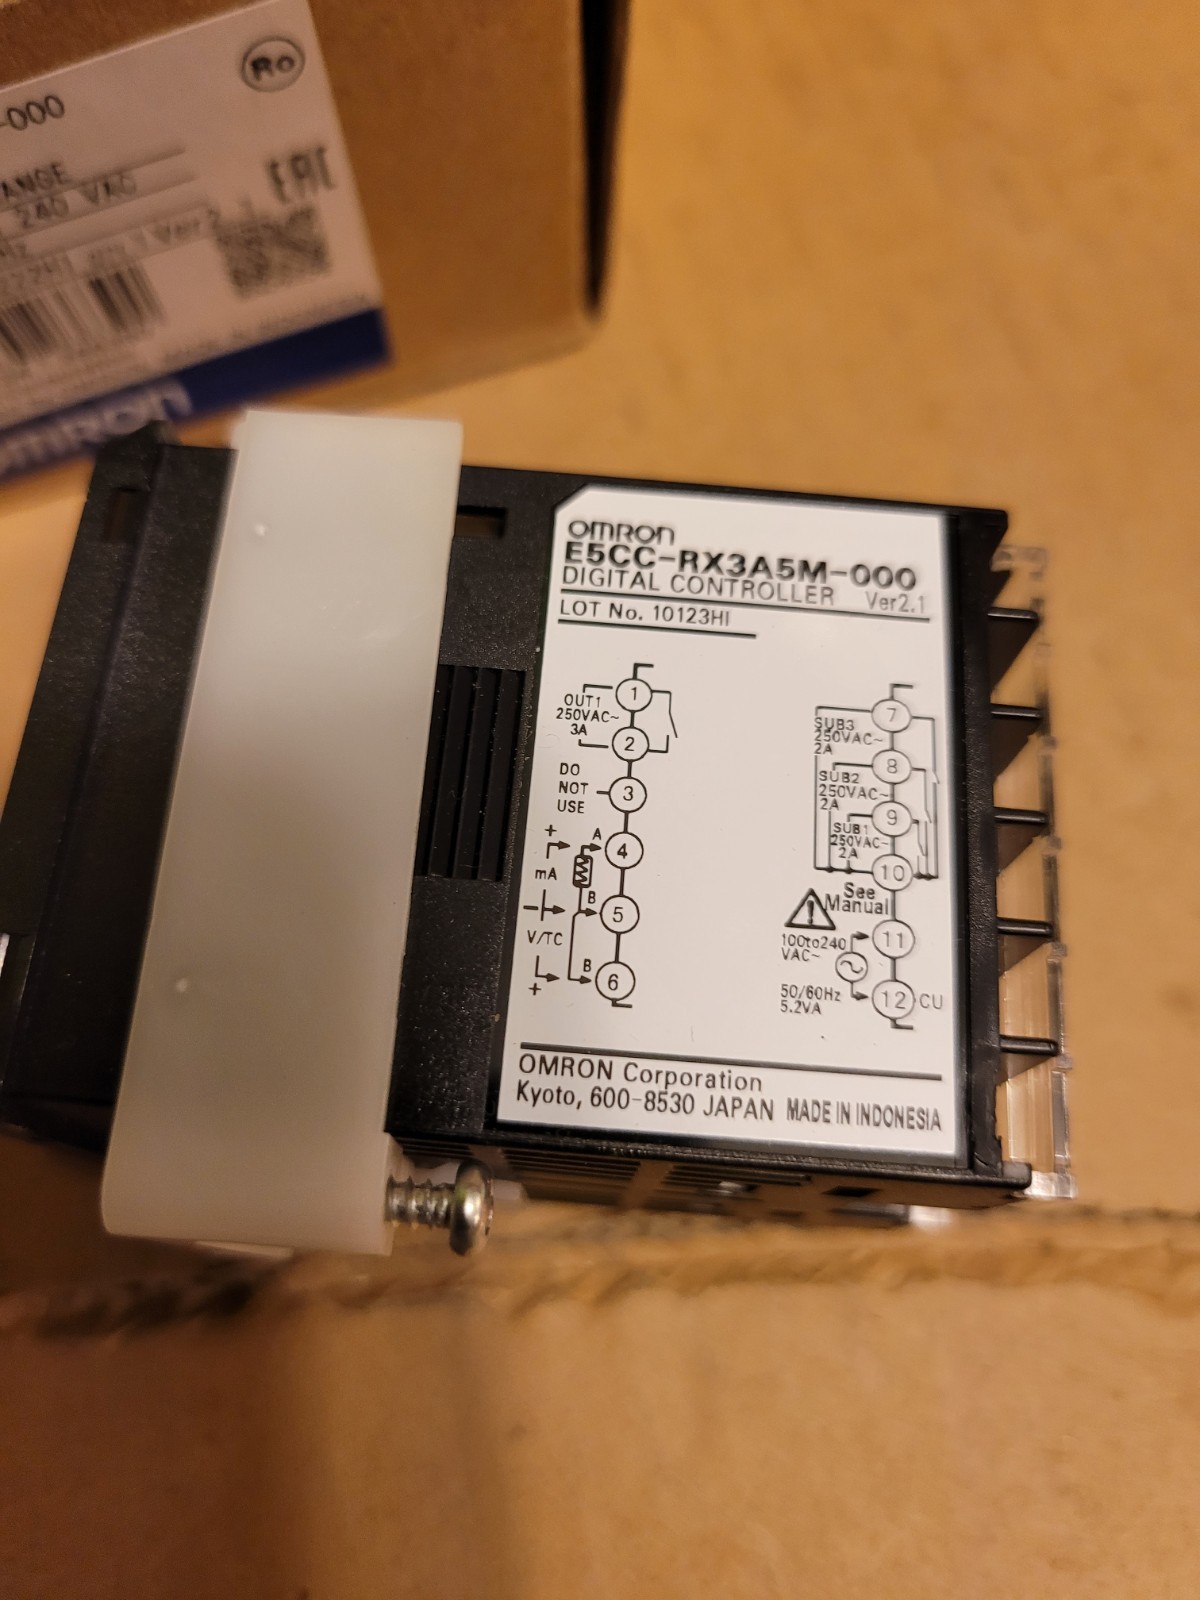 RO
-000
ANGE
240 VAC
EAC
OMRON
OMRON
E5CC-RX3A5M-000
DIGITAL CONTROLLER Ver2.1
LOT No. 10123HI
1
OUT1
250VAC~
3A
2
DO
NOT
USE
3
+
A
4
mA
B
5
V/TC
B
6
+
7
SUB3
250VAC~
2A
8
SUB2
250VAC~
2A
9
SUB1
250VAC~
2A
10
See
Manual
11
100to240
VAC~
50/60Hz
5.2VA
12 CU
OMRON Corporation
Kyoto, 600-8530 JAPAN MADE IN INDONESIA